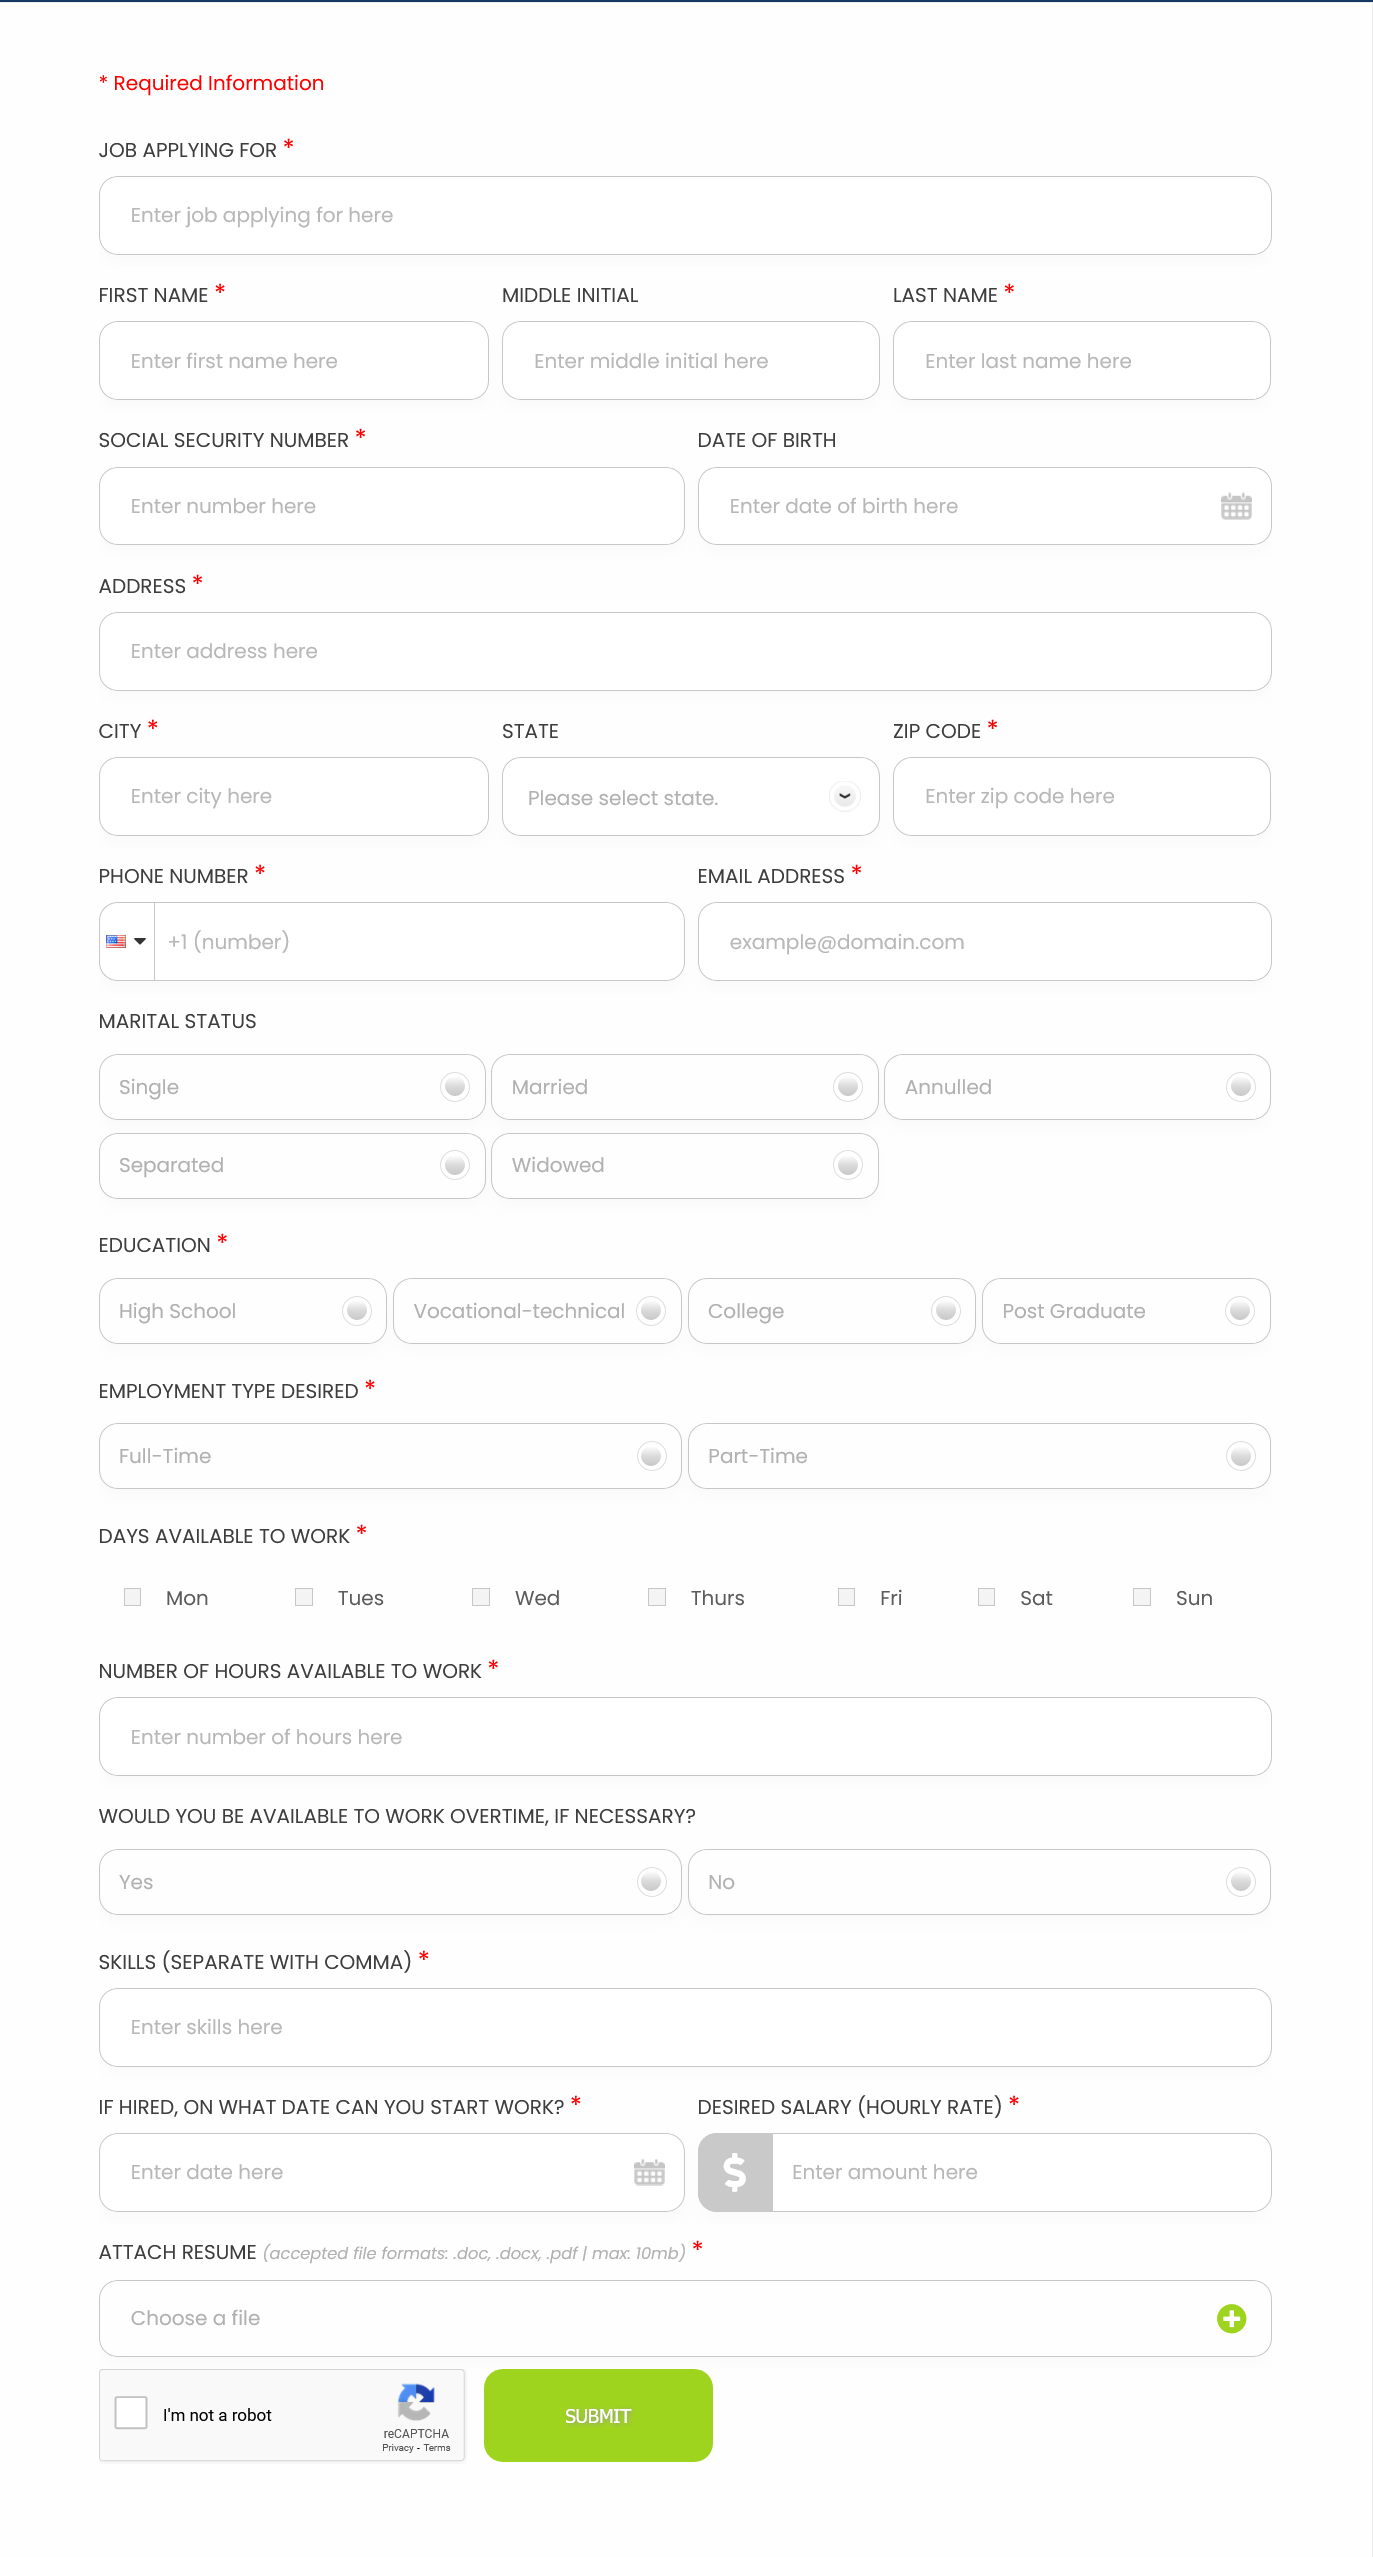 * Required Information
JOB APPLYING FOR *
Enter job applying for here
FIRST NAME * MIDDLE INITIAL LAST NAME *
Enter first name here Enter middle initial here Enter last name here
SOCIAL SECURITY NUMBER * DATE OF BIRTH
Enter number here Enter date of birth here
ADDRESS *
Enter address here
CITY * STATE ZIP CODE *
Enter city here Please select state. Enter zip code here
PHONE NUMBER * EMAIL ADDRESS *
+1 (number) example@domain.com
MARITAL STATUS
Single Married Annulled
Separated Widowed
EDUCATION *
High School Vocational-technical College Post Graduate
EMPLOYMENT TYPE DESIRED *
Full-Time Part-Time
DAYS AVAILABLE TO WORK *
Mon Tues Wed Thurs Fri Sat Sun
NUMBER OF HOURS AVAILABLE TO WORK *
Enter number of hours here
WOULD YOU BE AVAILABLE TO WORK OVERTIME, IF NECESSARY?
Yes No
SKILLS (SEPARATE WITH COMMA) *
Enter skills here
IF HIRED, ON WHAT DATE CAN YOU START WORK? * DESIRED SALARY (HOURLY RATE) *
Enter date here $ Enter amount here
ATTACH RESUME (accepted file formats: .doc, .docx, .pdf | max: 10mb) *
Choose a file
I'm not a robot
reCAPTCHA
Privacy - Terms
SUBMIT